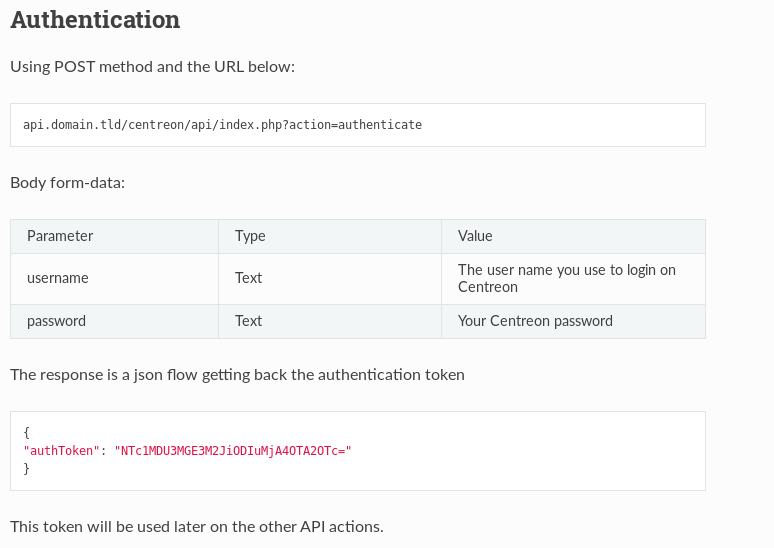 Authentication
Using POST method and the URL below:
api.domain.tld/centreon/api/index.php?action=authenticate
Body form-data:
Parameter Type Value
username Text The user name you use to login on
Centreon
password Text Your Centreon password
The response is a json flow getting back the authentication token
{
"authToken": "NTc1MDU3MGE3M2JiODIuMjA4OTA2OTc="
}
This token will be used later on the other API actions.